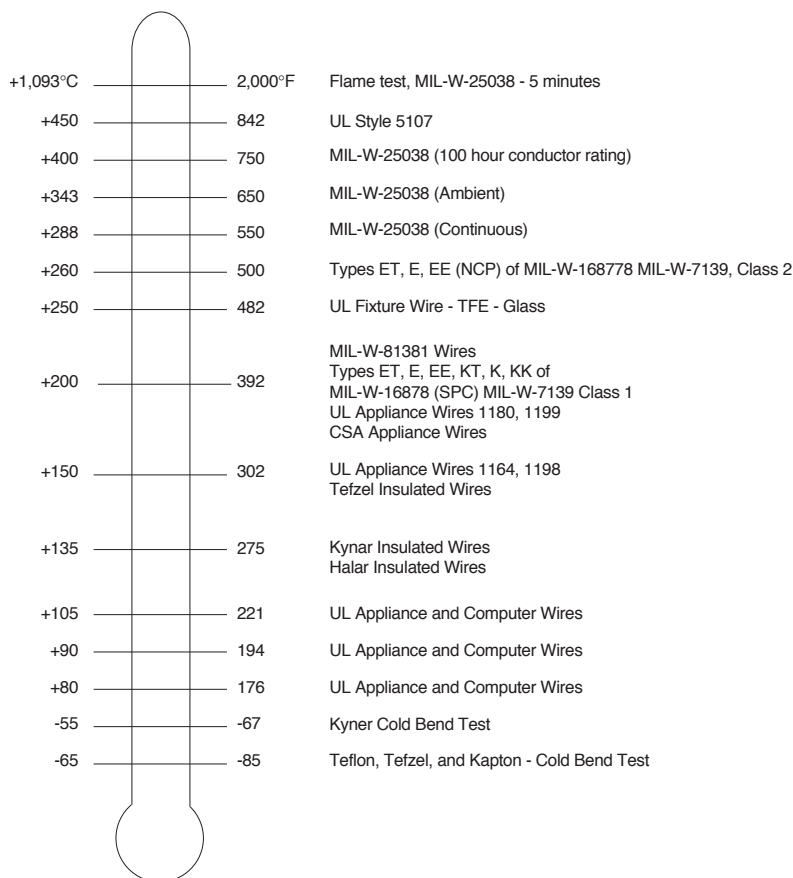 +1,093°C 2,000°F Flame test, MIL-W-25038 - 5 minutes
+450 842 UL Style 5107
+400 750 MIL-W-25038 (100 hour conductor rating)
+343 650 MIL-W-25038 (Ambient)
+288 550 MIL-W-25038 (Continuous)
+260 500 Types ET, E, EE (NCP) of MIL-W-168778 MIL-W-7139, Class 2
+250 482 UL Fixture Wire - TFE - Glass
MIL-W-81381 Wires
Types ET, E, EE, KT, K, KK of
+200 392 MIL-W-16878 (SPC) MIL-W-7139 Class 1
UL Appliance Wires 1180, 1199
CSA Appliance Wires
+150 302 UL Appliance Wires 1164, 1198
Tefzel Insulated Wires
+135 275 Kynar Insulated Wires
Halar Insulated Wires
+105 221 UL Appliance and Computer Wires
+90 194 UL Appliance and Computer Wires
+80 176 UL Appliance and Computer Wires
-55 -67 Kyner Cold Bend Test
-65 -85 Teflon, Tefzel, and Kapton - Cold Bend Test